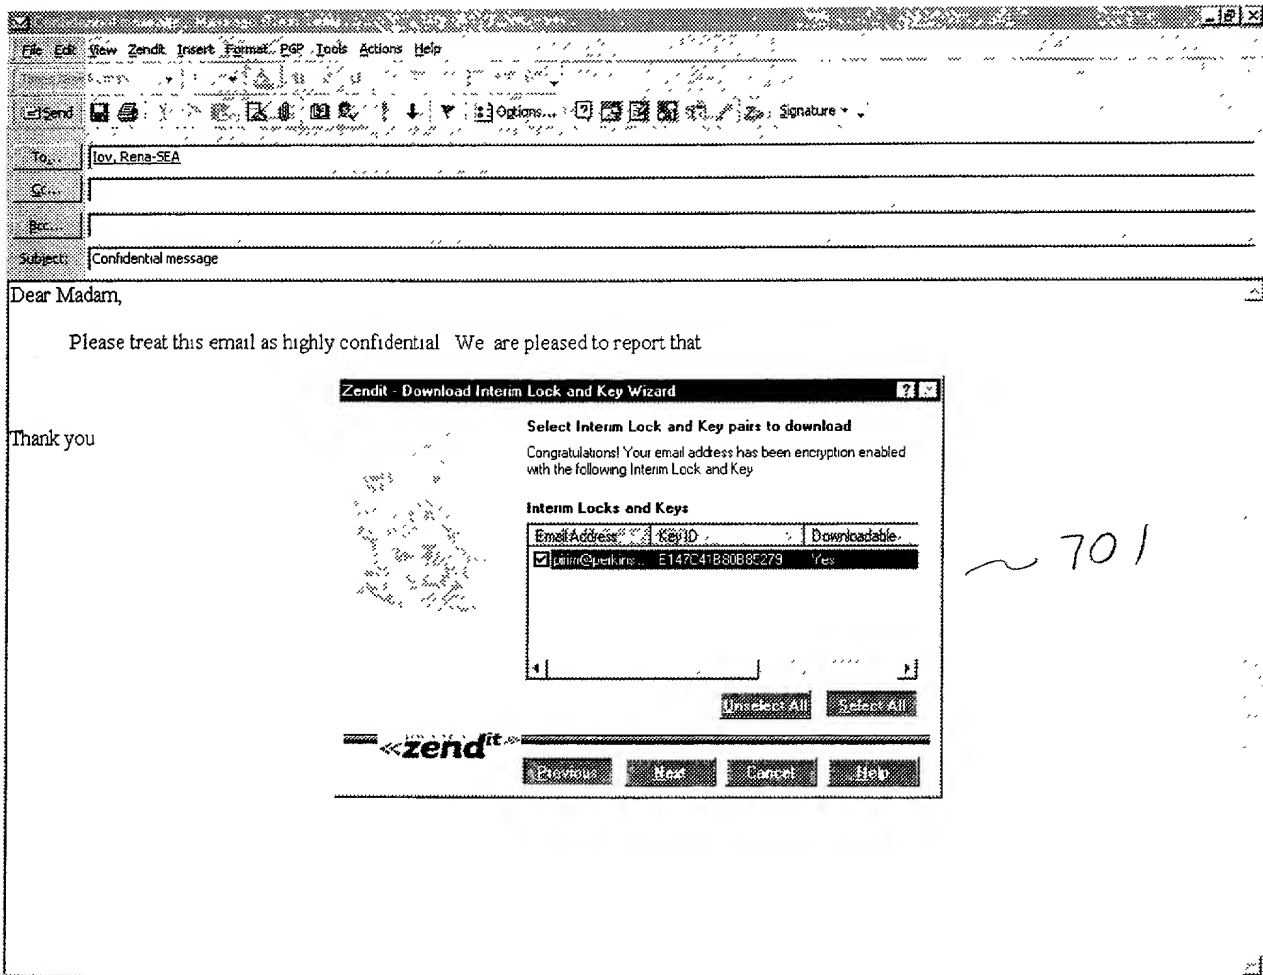 File Edit View Zendit Insert Format PGP Tools Actions Help
Send Options... Signature
To...
Iov, Rena-SEA
Cc...
Bcc...
Subject: Confidential message
Dear Madam,
Please treat this email as highly confidential We are pleased to report that
Thank you
Zendit - Download Interim Lock and Key Wizard
Select Interim Lock and Key pairs to download
Congratulations! Your email address has been encryption enabled
with the following Interim Lock and Key
Interim Locks and Keys
Email Address Key ID Downloadable
E147C41B80B85279 Yes
701
Unselect All Select All
<<zendit>>
Previous Next Cancel Help